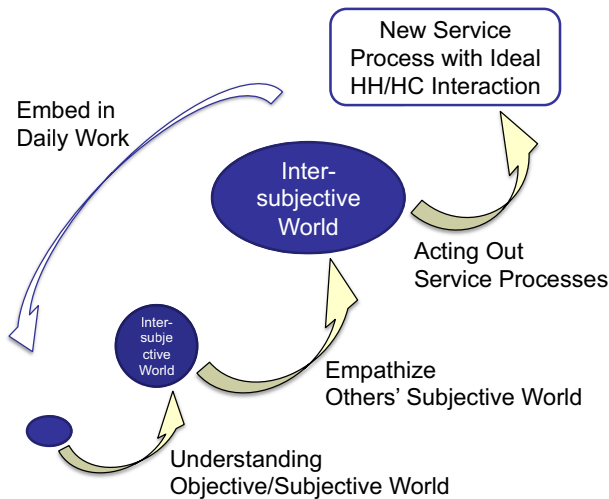 New Service
Process with Ideal
HH/HC Interaction
Embed in
Daily Work
Inter-
subjective
World
Acting Out
Service Processes
Inter-
subje
ctive
World
Empathize
Others' Subjective World
Understanding
Objective/Subjective World